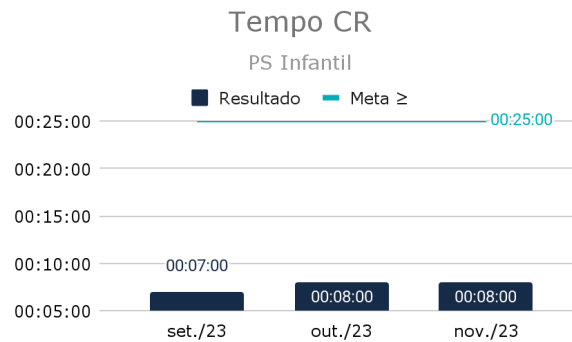 Tempo CR
PS Infantil
Resultado Meta ≥
00:25:00 00:25:00
00:20:00
00:15:00
00:10:00 00:07:00
00:08:00 00:08:00
00:05:00
set./23 out./23 nov./23